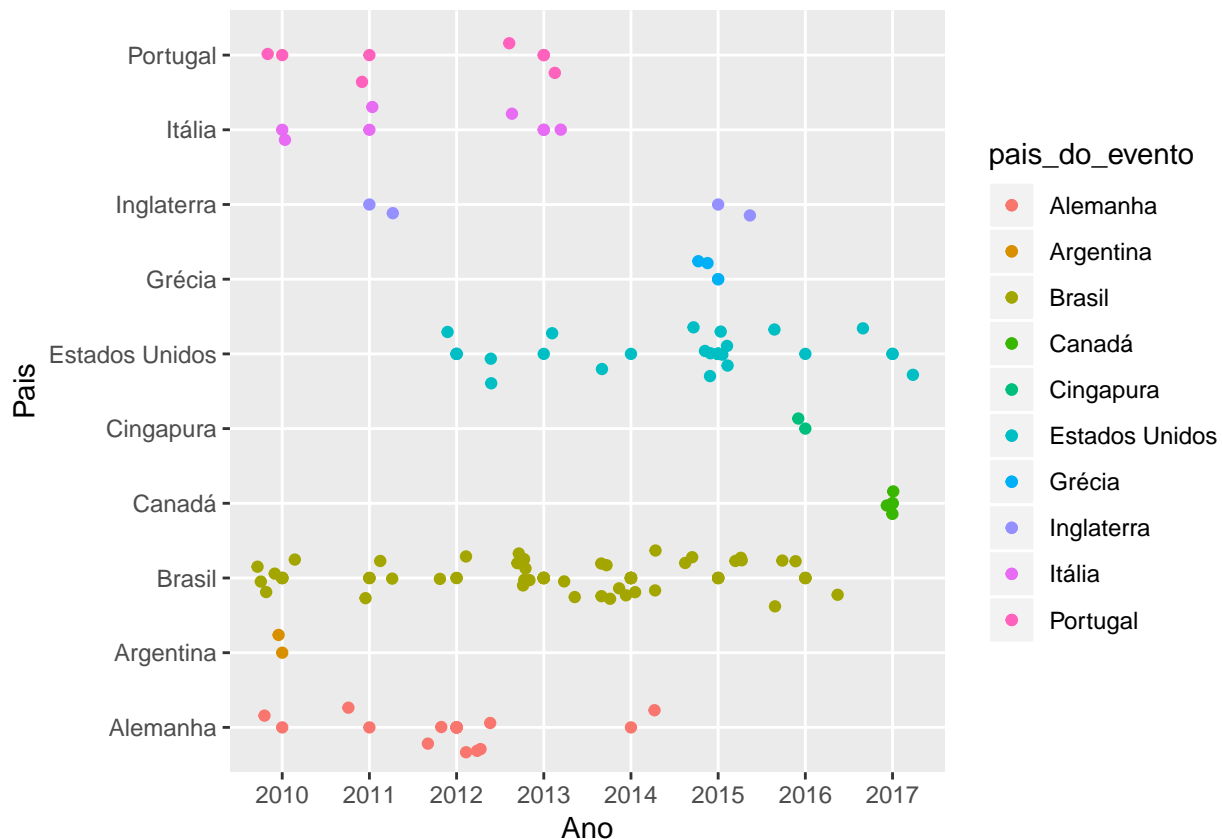 Portugal
Itália
Inglaterra
Grécia
Estados Unidos
Cingapura
Canadá
Brasil
Argentina
Alemanha
Pais
2010 2011 2012 2013 2014 2015 2016 2017
Ano
pais_do_evento
Alemanha
Argentina
Brasil
Canadá
Cingapura
Estados Unidos
Grécia
Inglaterra
Itália
Portugal